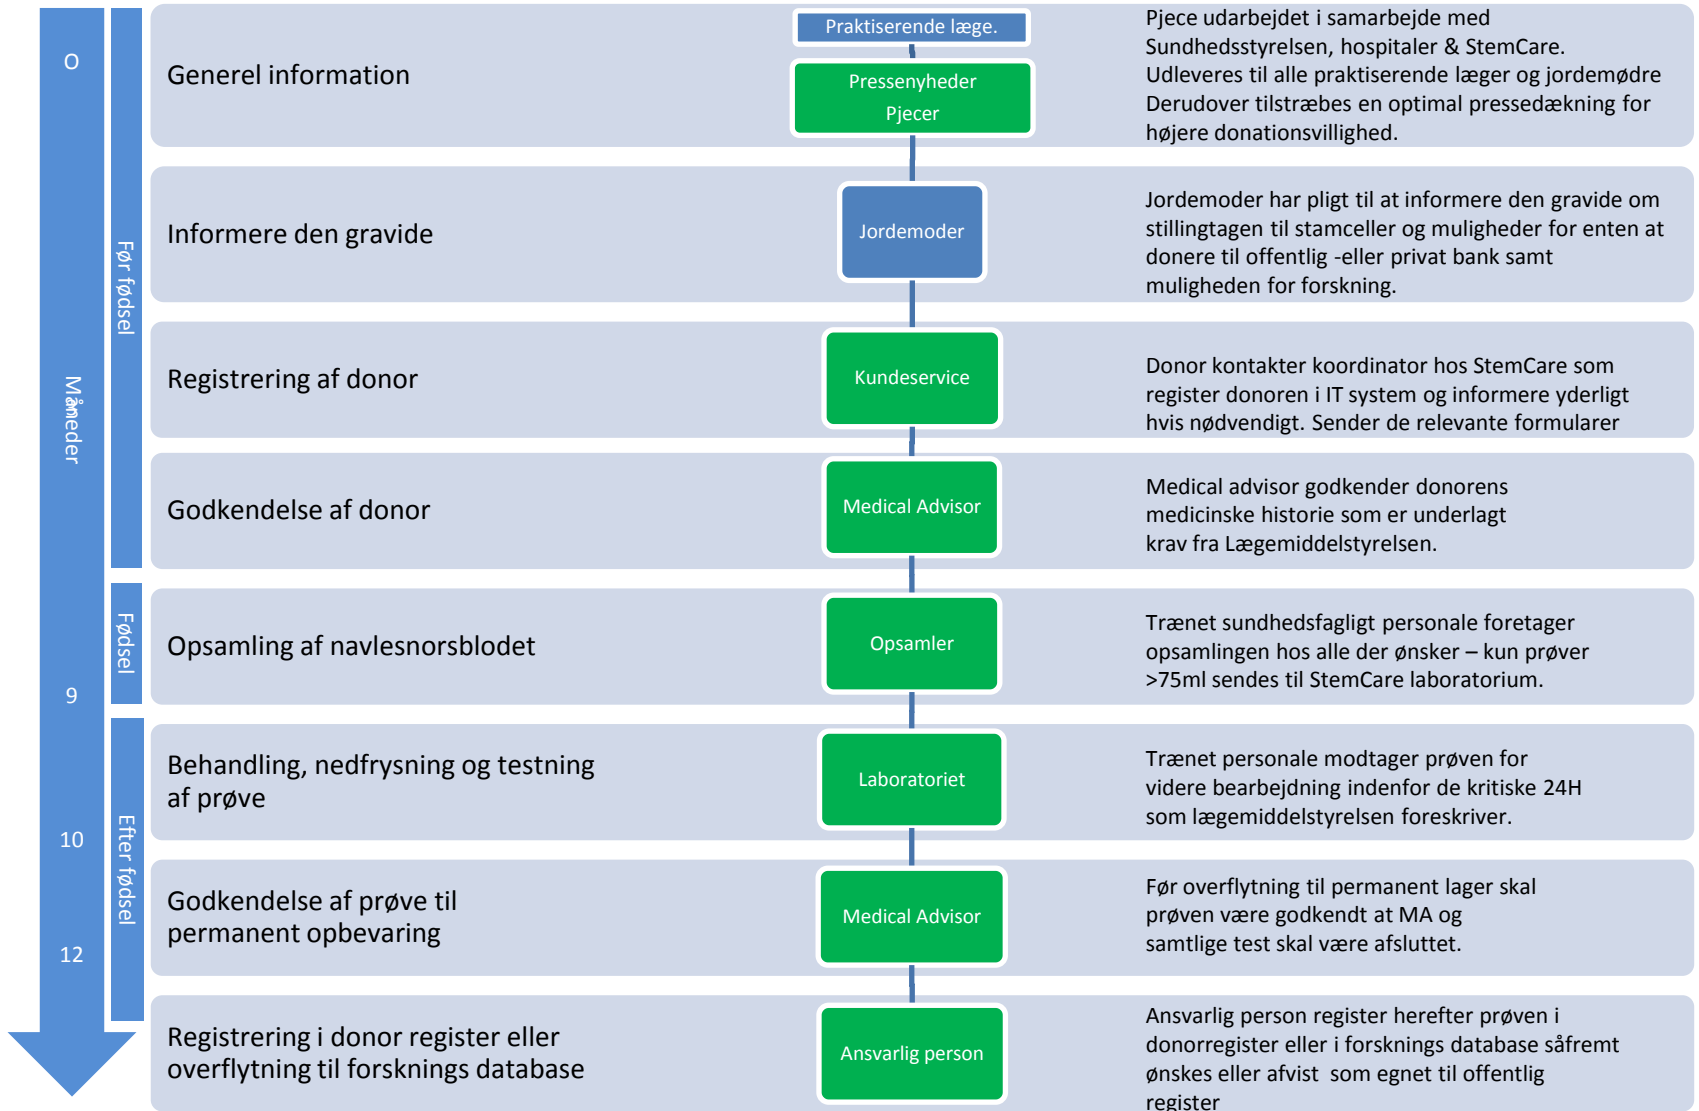 O
Måneder
9
10
12
Før fødsel
Fødsel
Efter fødsel
Generel information
Praktiserende læge.
Pressenyheder
Pjecer
Pjece udarbejdet i samarbejde med
Sundhedsstyrelsen, hospitaler & StemCare.
Udleveres til alle praktiserende læger og jordemødre
Derudover tilstræbes en optimal pressedækning for
højere donationsvillighed.
Informere den gravide
Jordemoder
Jordemoder har pligt til at informere den gravide om
stillingtagen til stamceller og muligheder for enten at
donere til offentlig -eller privat bank samt
muligheden for forskning.
Registrering af donor
Kundeservice
Donor kontakter koordinator hos StemCare som
register donoren i IT system og informere yderligt
hvis nødvendigt. Sender de relevante formularer
Godkendelse af donor
Medical Advisor
Medical advisor godkender donorens
medicinske historie som er underlagt
krav fra Lægemiddelstyrelsen.
Opsamling af navlesnorsblodet
Opsamler
Trænet sundhedsfagligt personale foretager
opsamlingen hos alle der ønsker – kun prøver
>75ml sendes til StemCare laboratorium.
Behandling, nedfrysning og testning
af prøve
Laboratoriet
Trænet personale modtager prøven for
videre bearbejdning indenfor de kritiske 24H
som lægemiddelstyrelsen foreskriver.
Godkendelse af prøve til
permanent opbevaring
Medical Advisor
Før overflytning til permanent lager skal
prøven være godkendt at MA og
samtlige test skal være afsluttet.
Registrering i donor register eller
overflytning til forsknings database
Ansvarlig person
Ansvarlig person register herefter prøven i
donorregister eller i forsknings database såfremt
ønskes eller afvist som egnet til offentlig
register